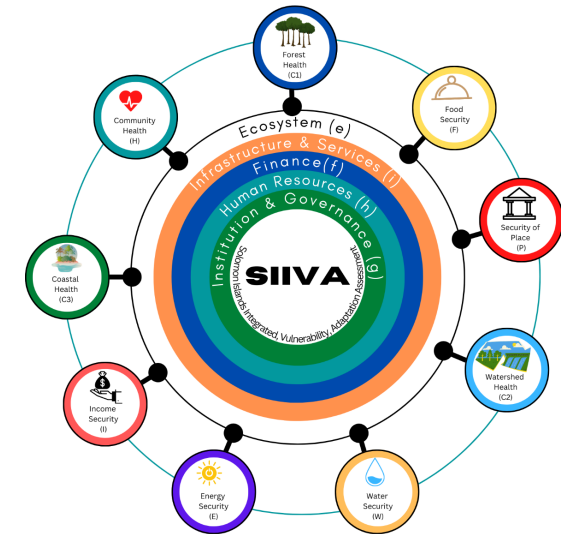 Forest
Health
(C1)
Food
Security
(F)
Security of
Place
(P)
Watershed
Health
(C2)
Water
Security
(W)
Energy
Security
(E)
Income
Security
(I)
$
Coastal
Health
(C3)
Community
Health
(H)
Ecosystem (e)
Infrastructure & Services (i)
Finance(f)
Human Resources (h)
Institution & Governance (g)
SIIVA
Solomon Islands Integrated, Vulnerability, Adaptation Assessment